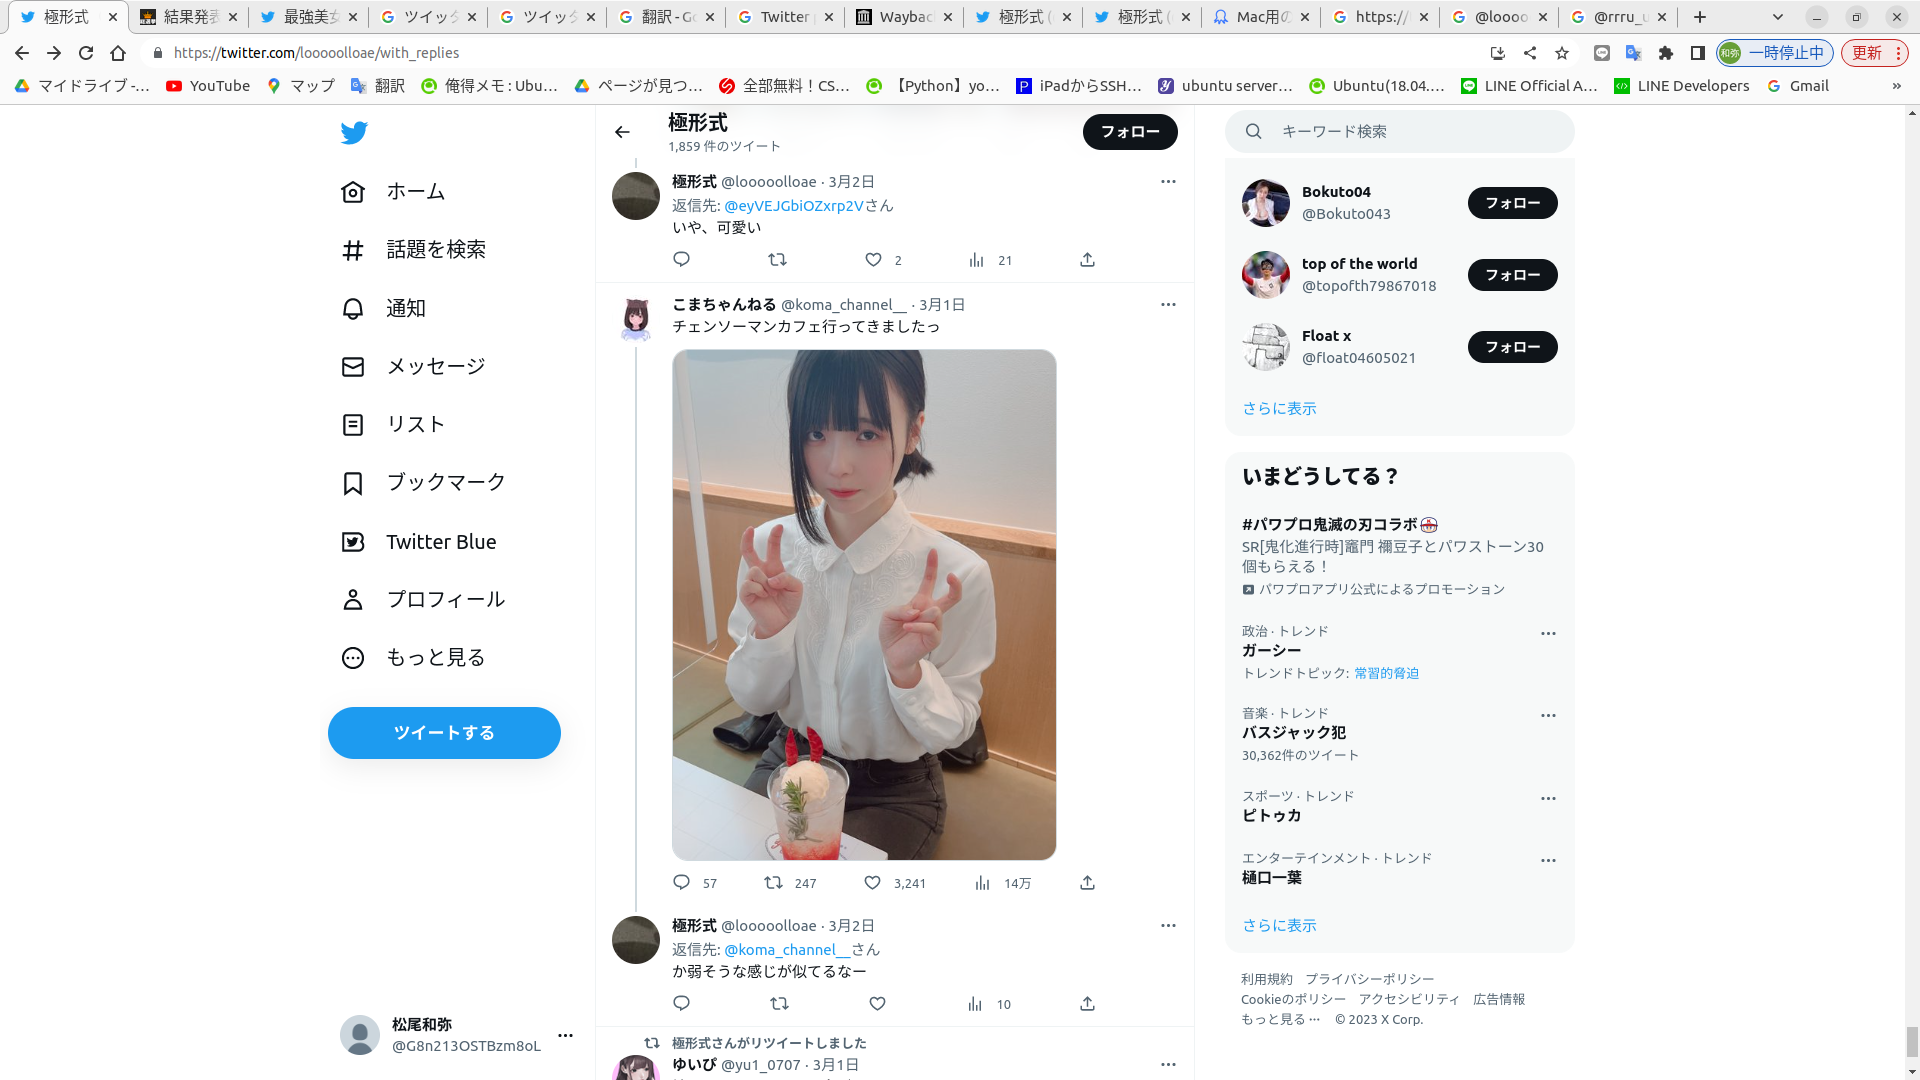 極形式
結果発表
最強美女
ツイッタ
ツイッタ
翻訳 - Go
Twitter
Wayback
極形式 (
極形式 (
Mac用の
https://
@loooo
@rrru_u
https://twitter.com/looooolloae/with_replies
和弥 一時停止中
更新
マイドライブ -...
YouTube
マップ
翻訳
俺得メモ : Ubu...
ページが見つ...
全部無料！CS...
【Python】yo...
iPadからSSH...
ubuntu server...
Ubuntu(18.04....
LINE Official A...
LINE Developers
Gmail
»
ホーム
話題を検索
通知
メッセージ
リスト
ブックマーク
Twitter Blue
プロフィール
もっと見る
ツイートする
松尾和弥
@G8n213OSTBzm8oL
極形式
1,859 件のツイート
フォロー
極形式 @looooolloae · 3月2日
返信先: @eyVEJGbiOZxrp2Vさん
いや、可愛い
2
21
こまちゃんねる @koma_channel__ · 3月1日
チェンソーマンカフェ行ってきましたっ
57
247
3,241
14万
極形式 @looooolloae · 3月2日
返信先: @koma_channel__さん
か弱そうな感じが似てるなー
10
極形式さんがリツイートしました
ゆいぴ @yu1_0707 · 3月1日
キーワード検索
Bokuto04
@Bokuto043
フォロー
top of the world
@topofth79867018
フォロー
Float x
@float04605021
フォロー
さらに表示
いまどうしてる？
#パワプロ鬼滅の刃コラボ
SR[鬼化進行時]竈門 禰豆子とパワストーン30
個もらえる！
パワプロアプリ公式によるプロモーション
政治 · トレンド
ガーシー
トレンドトピック: 常習的脅迫
音楽 · トレンド
バスジャック犯
30,362件のツイート
スポーツ · トレンド
ピトゥカ
エンターテインメント · トレンド
樋口一葉
さらに表示
利用規約 プライバシーポリシー
Cookieのポリシー アクセシビリティ 広告情報
もっと見る ··· © 2023 X Corp.